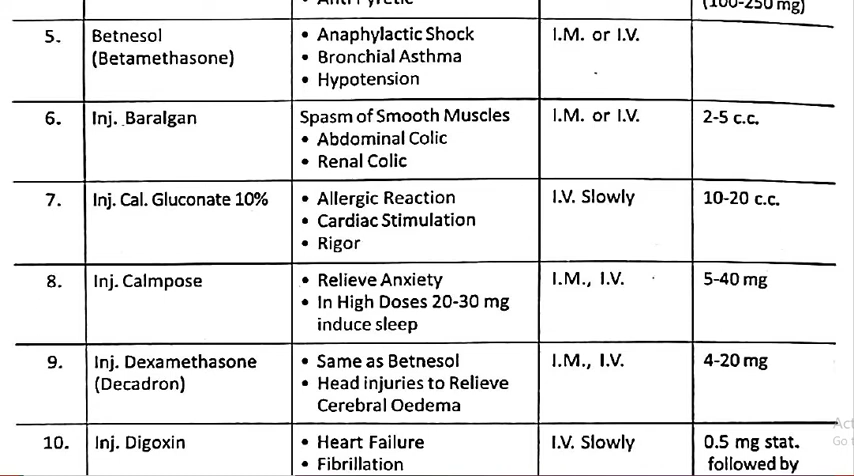 • Anti Pyretic
(100-250 mg)
5. Betnesol (Betamethasone) • Anaphylactic Shock • Bronchial Asthma • Hypotension I.M. or I.V.
6. Inj. Baralgan Spasm of Smooth Muscles • Abdominal Colic • Renal Colic I.M. or I.V. 2-5 c.c.
7. Inj. Cal. Gluconate 10% • Allergic Reaction • Cardiac Stimulation • Rigor I.V. Slowly 10-20 c.c.
8. Inj. Calmpose • Relieve Anxiety • In High Doses 20-30 mg induce sleep I.M., I.V. 5-40 mg
9. Inj. Dexamethasone (Decadron) • Same as Betnesol • Head injuries to Relieve Cerebral Oedema I.M., I.V. 4-20 mg
10. Inj. Digoxin • Heart Failure • Fibrillation I.V. Slowly 0.5 mg stat. followed by